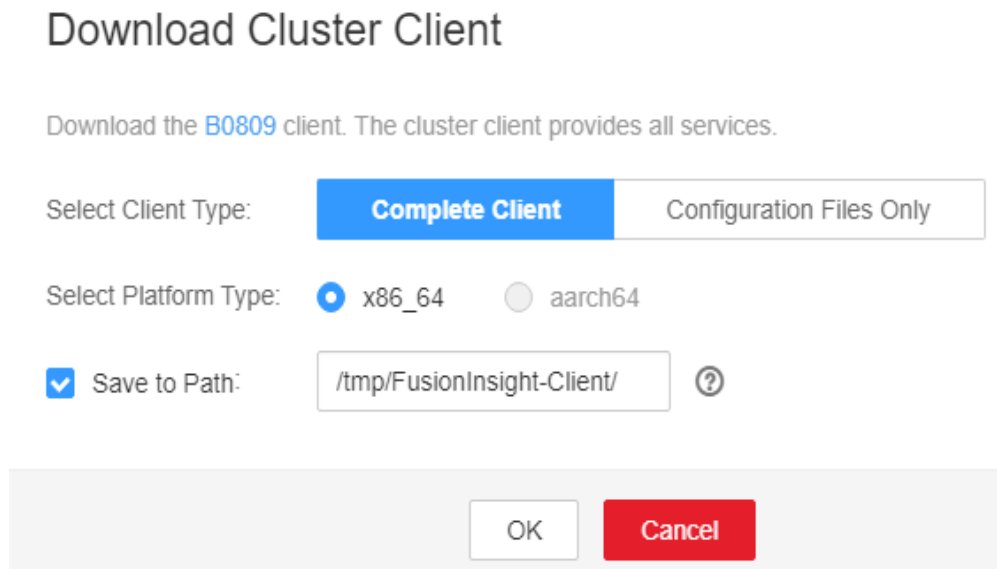 Download Cluster Client
Download the B0809 client. The cluster client provides all services.
Select Client Type: Complete Client Configuration Files Only
Select Platform Type: x86_64 aarch64
Save to Path: /tmp/FusionInsight-Client/ ?
OK Cancel